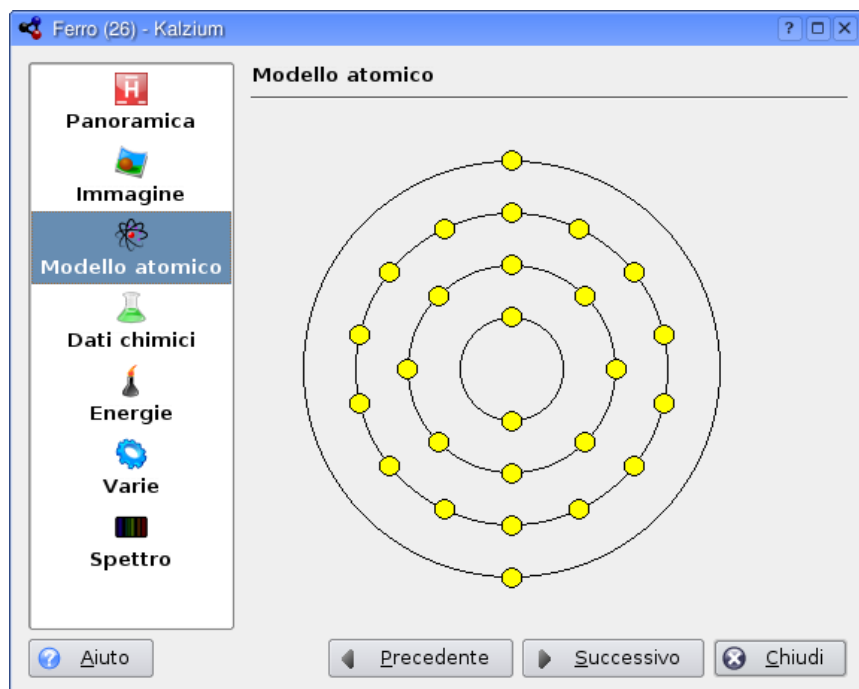 Ferro (26) - Kalzium
?
H
Panoramica
Immagine
Modello atomico
Dati chimici
Energie
Varie
Spettro
Modello atomico
? Aiuto
Precedente
Successivo
Chiudi